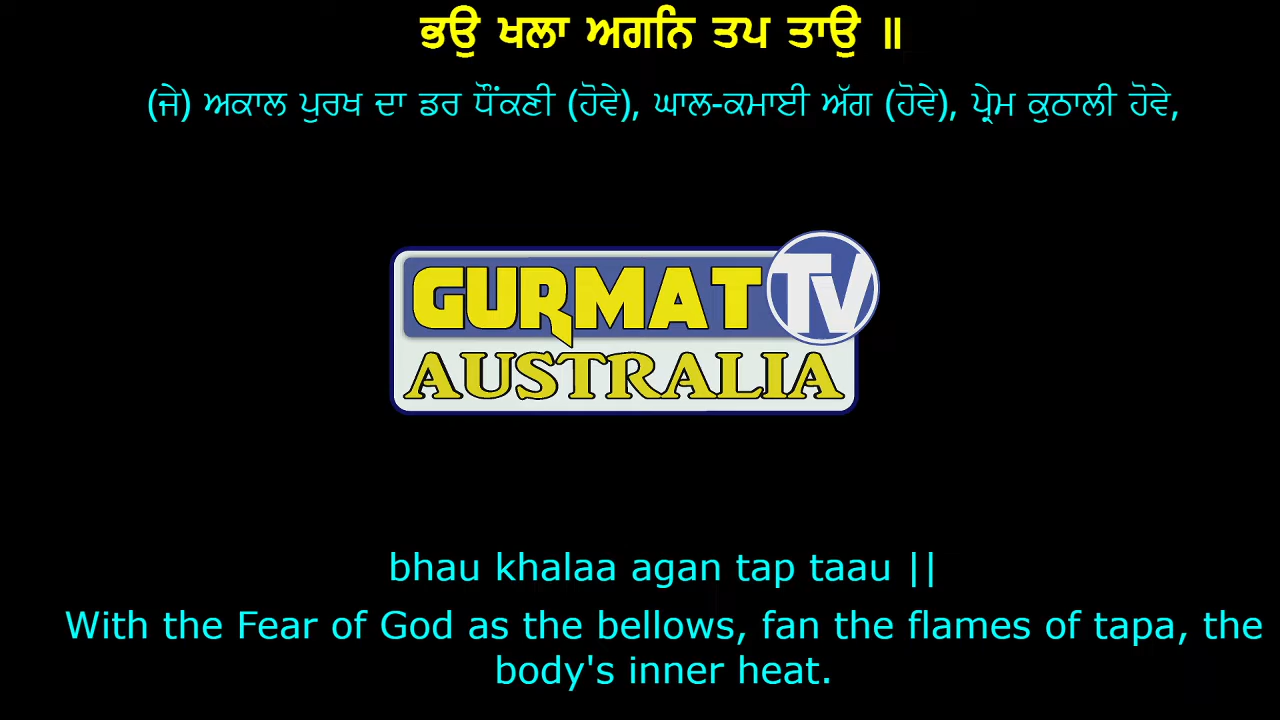 ਭਉ ਖਲਾ ਅਗਨਿ ਤਪ ਤਾਉ ॥
(ਜੇ) ਅਕਾਲ ਪੁਰਖ ਦਾ ਡਰ ਧੌਂਕਣੀ (ਹੋਵੇ), ਘਾਲ-ਕਮਾਈ ਅੱਗ (ਹੋਵੇ), ਪ੍ਰੇਮ ਕੁਠਾਲੀ ਹੋਵੇ,
GURMAT TV
AUSTRALIA
bhau khalaa agan tap taau ||
With the Fear of God as the bellows, fan the flames of tapa, the
body's inner heat.